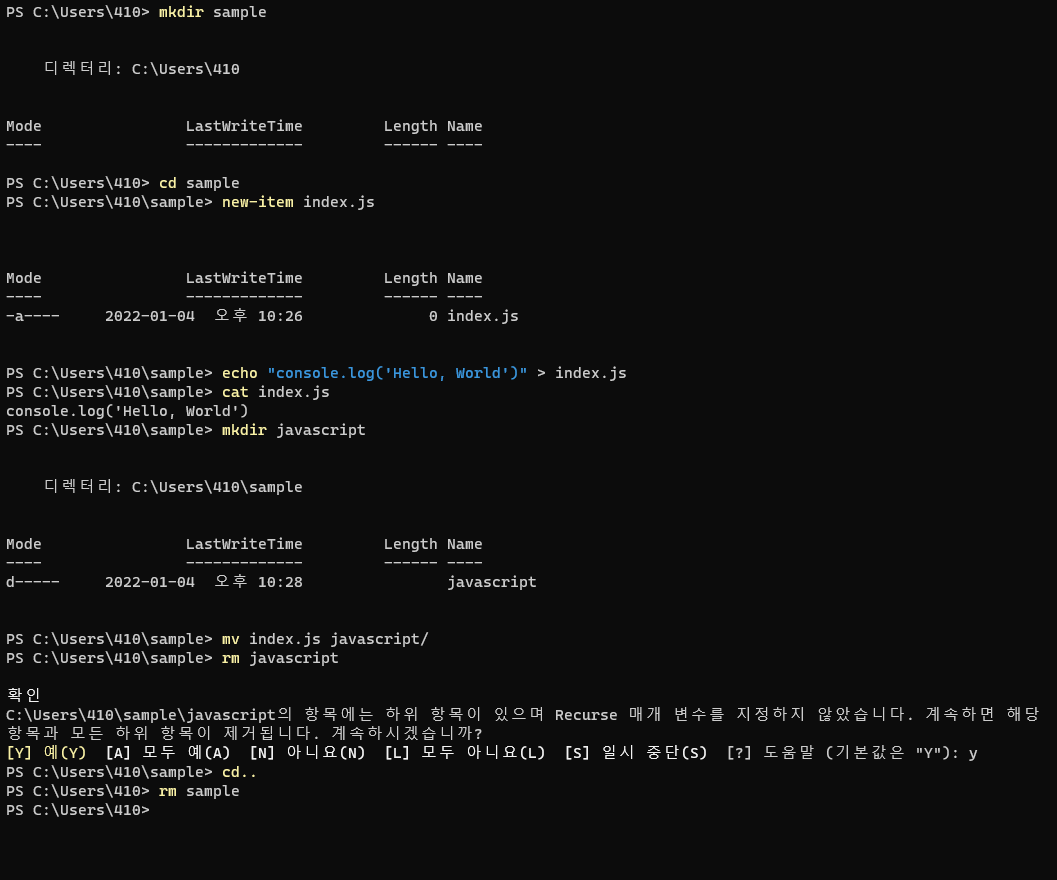 PS C:\Users\410> mkdir sample
디렉터리: C:\Users\410
Mode                LastWriteTime         Length Name
----                -------------         ------ ----
PS C:\Users\410> cd sample
PS C:\Users\410\sample> new-item index.js
Mode                LastWriteTime         Length Name
----                -------------         ------ ----
-a----     2022-01-04  오후 10:26              0 index.js
PS C:\Users\410\sample> echo "console.log('Hello, World')" > index.js
PS C:\Users\410\sample> cat index.js
console.log('Hello, World')
PS C:\Users\410\sample> mkdir javascript
디렉터리: C:\Users\410\sample
Mode                LastWriteTime         Length Name
----                -------------         ------ ----
d-----     2022-01-04  오후 10:28                javascript
PS C:\Users\410\sample> mv index.js javascript/
PS C:\Users\410\sample> rm javascript
확인
C:\Users\410\sample\javascript의 항목에는 하위 항목이 있으며 Recurse 매개 변수를 지정하지 않았습니다. 계속하면 해당
항목과 모든 하위 항목이 제거됩니다. 계속하시겠습니까?
[Y] 예(Y)  [A] 모두 예(A)  [N] 아니요(N)  [L] 모두 아니요(L)  [S] 일시 중단(S)  [?] 도움말 (기본값은 "Y"): y
PS C:\Users\410\sample> cd..
PS C:\Users\410> rm sample
PS C:\Users\410>